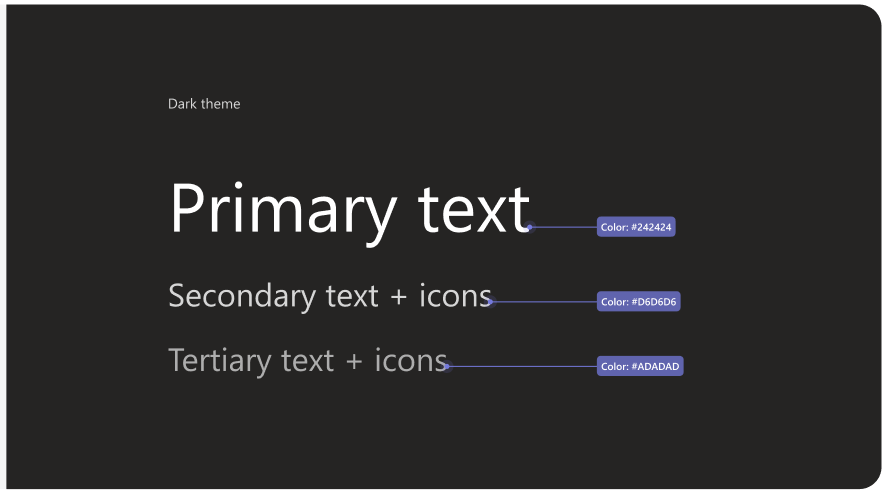 Dark theme
Primary text
Color: #242424
Secondary text + icons
Color: #D6D6D6
Tertiary text + icons
Color: #ADADAD